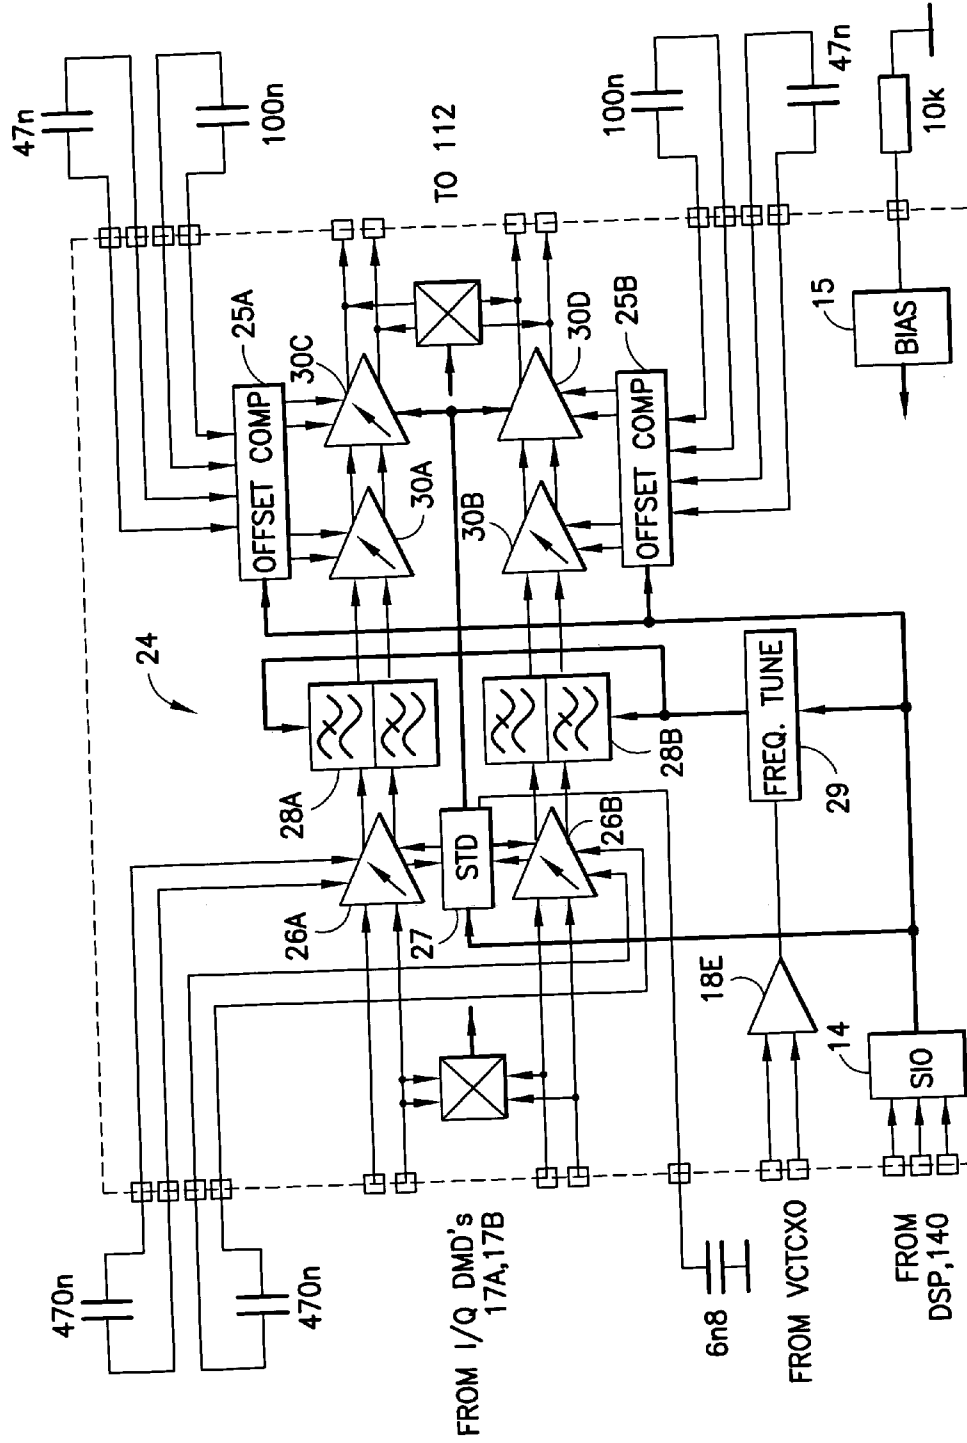 47n
100n
TO 112
100n
47n
10k
25A
30C
OFFSET COMP
30A
30B
30D
25B
OFFSET COMP
15
BIAS
24
28A
28B
FREQ. TUNE
29
26A
27
STD
26B
18E
14
SIO
470n
470n
FROM I/Q DMD's
17A,17B
6n8
FROM VCTCXO
FROM
DSP,140